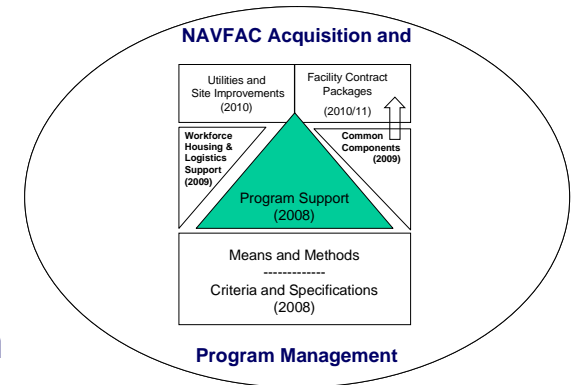 NAVFAC Acquisition and
Utilities and
Site Improvements
(2010)
Facility Contract
Packages
(2010/11)
Workforce
Housing &
Logistics
Support
(2009)
Common
Components
(2009)
Program Support
(2008)
Means and Methods
-------------
Criteria and Specifications
(2008)
Program Management